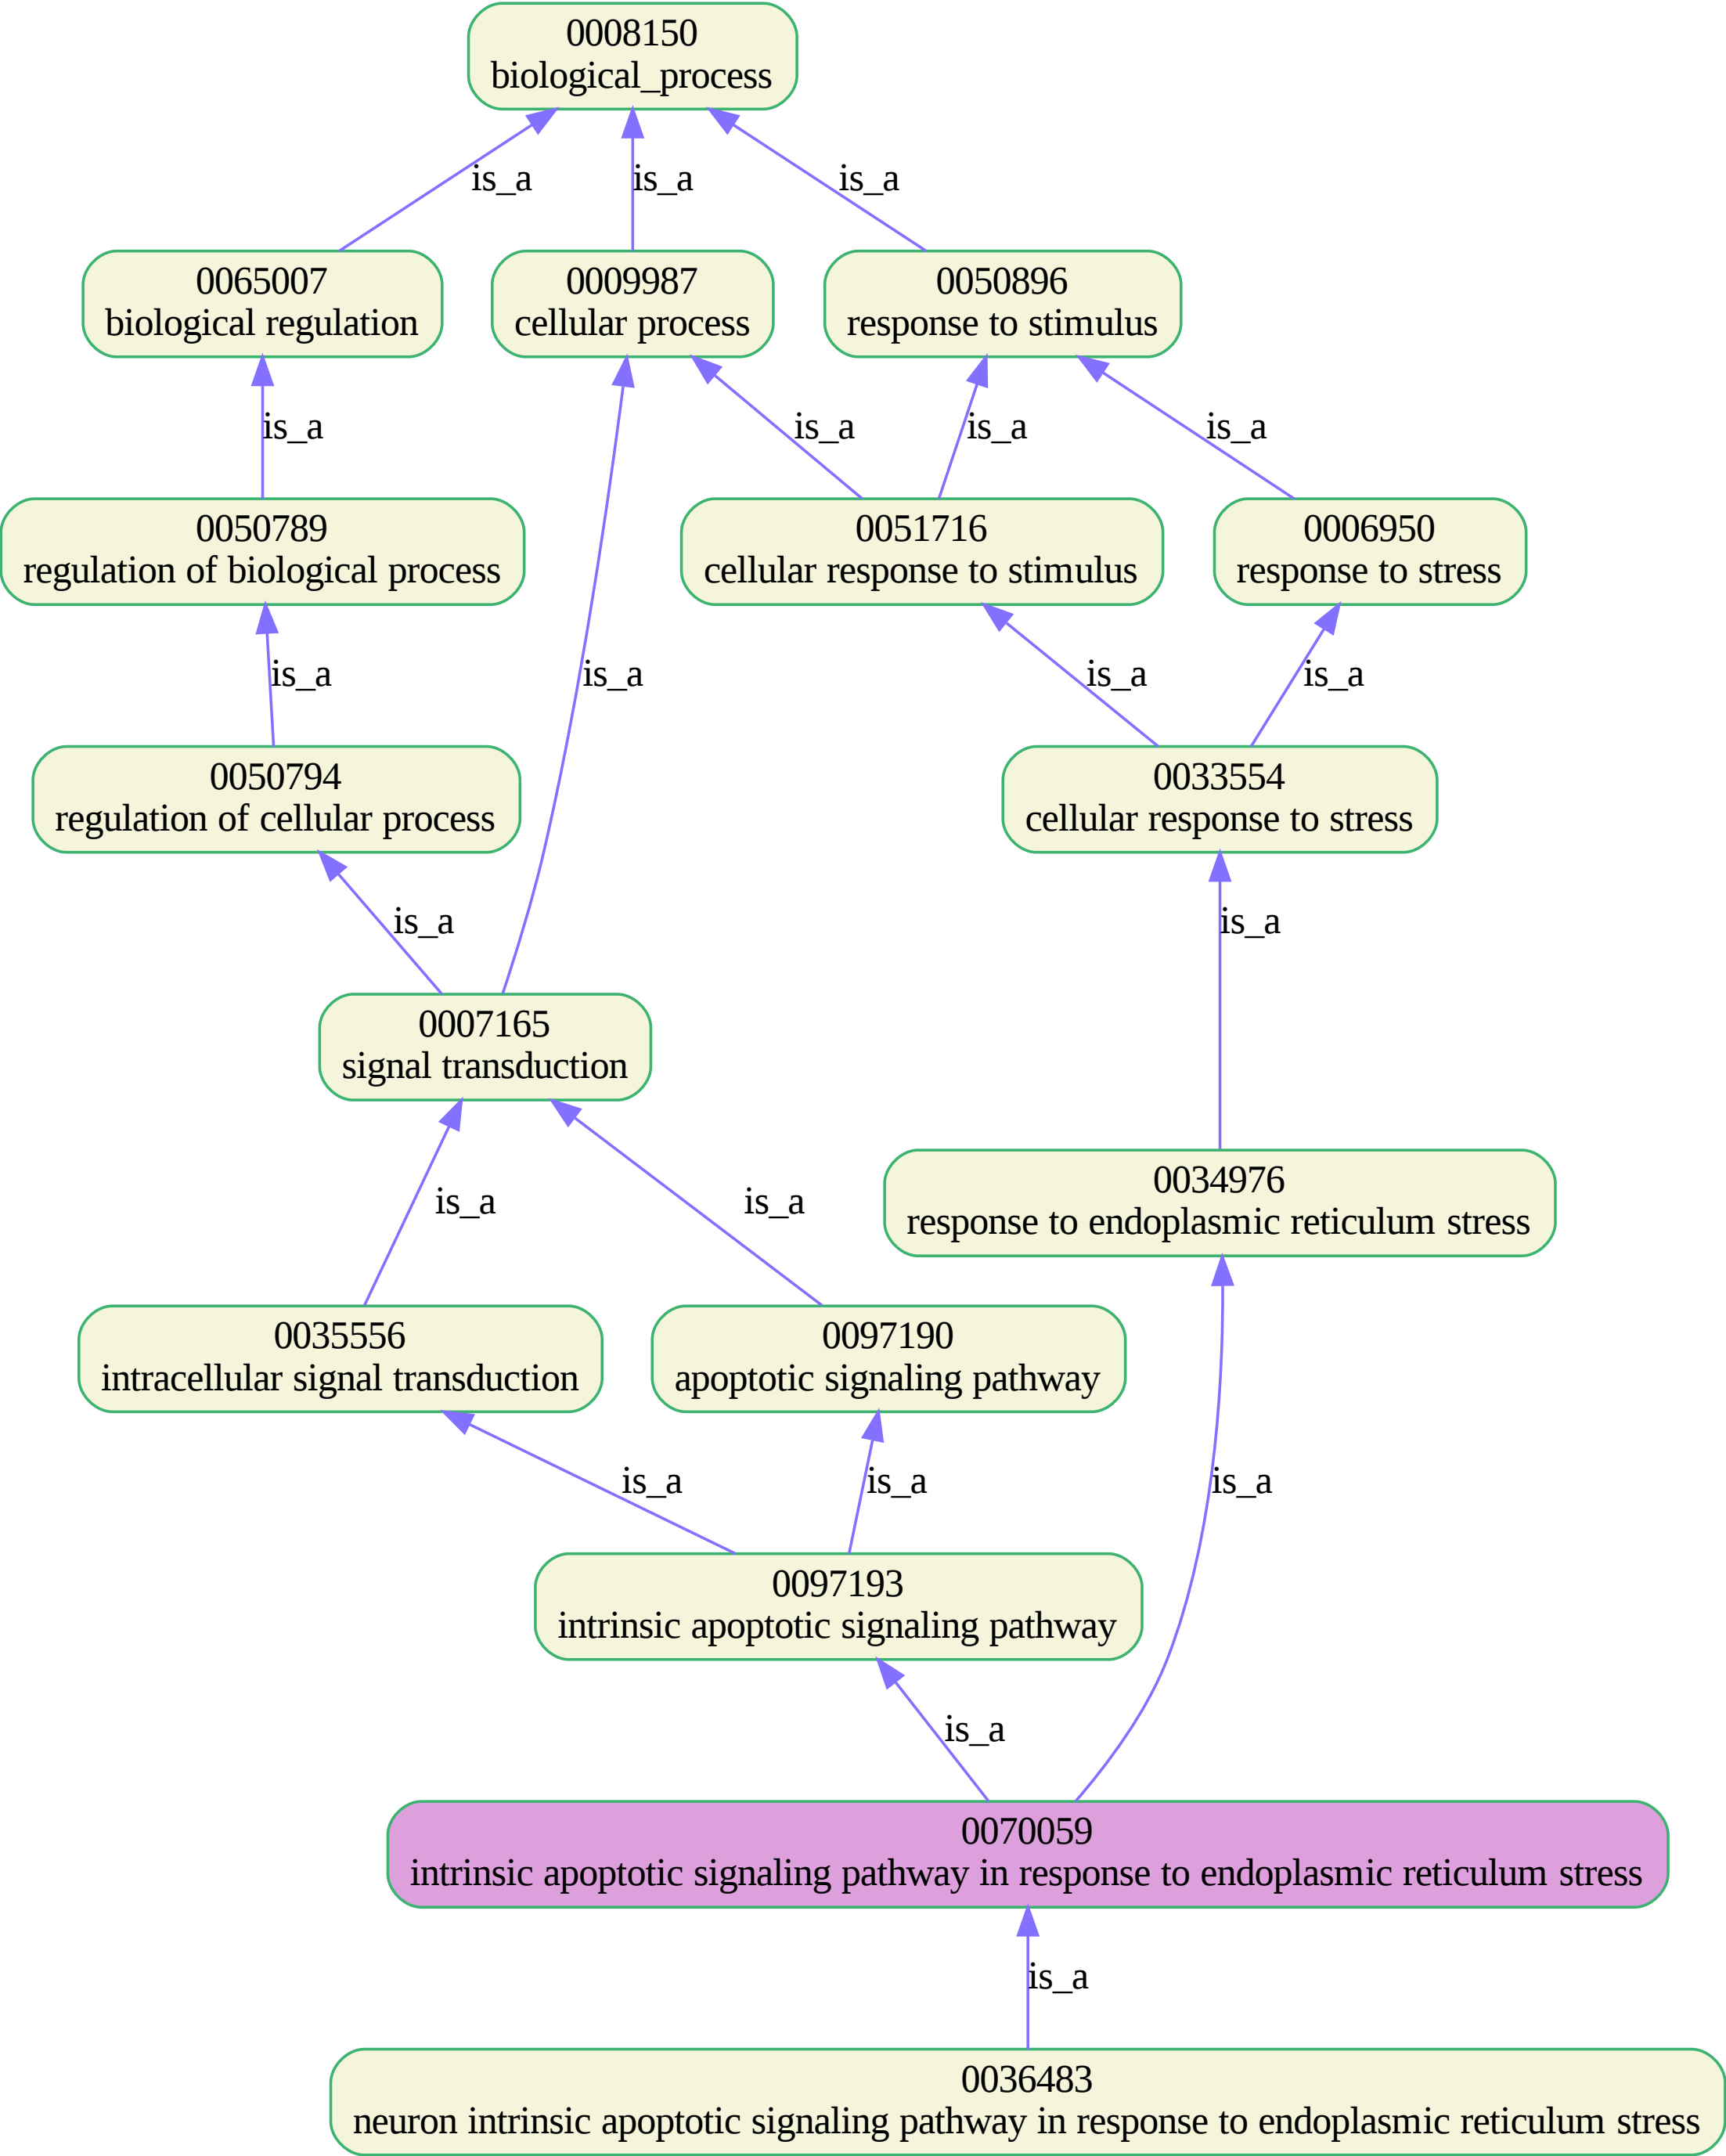 0008150
biological_process
is_a
is_a
is_a
0065007
biological regulation
0009987
cellular process
0050896
response to stimulus
is_a
is_a
is_a
is_a
0050789
regulation of biological process
0051716
cellular response to stimulus
0006950
response to stress
is_a
is_a
is_a
is_a
0050794
regulation of cellular process
0033554
cellular response to stress
is_a
is_a
0007165
signal transduction
0034976
response to endoplasmic reticulum stress
is_a
is_a
0035556
intracellular signal transduction
0097190
apoptotic signaling pathway
is_a
is_a
is_a
0097193
intrinsic apoptotic signaling pathway
is_a
0070059
intrinsic apoptotic signaling pathway in response to endoplasmic reticulum stress
is_a
0036483
neuron intrinsic apoptotic signaling pathway in response to endoplasmic reticulum stress